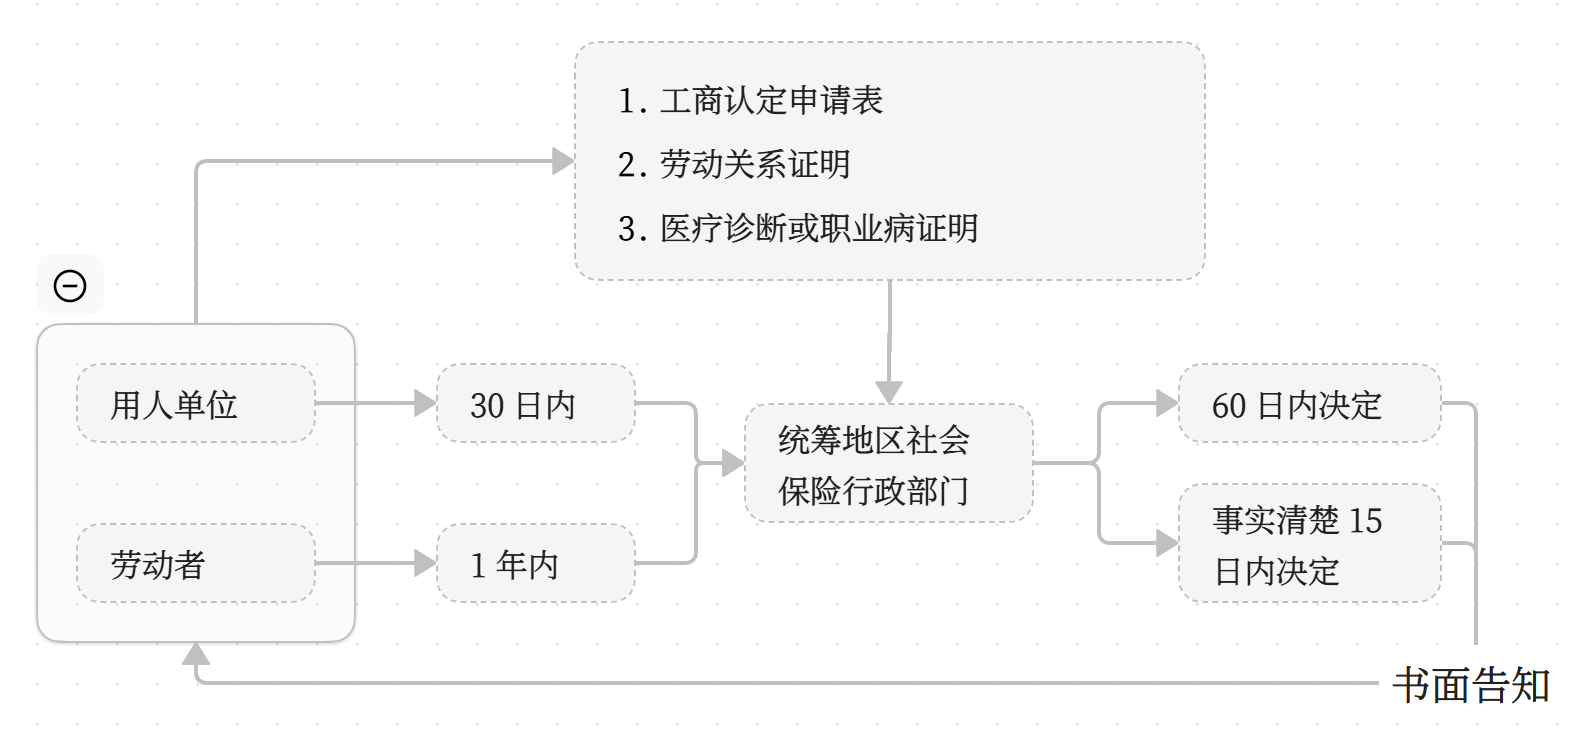 1. 工商认定申请表
2. 劳动关系证明
3. 医疗诊断或职业病证明
用人单位
30 日内
统筹地区社会
保险行政部门
60 日内决定
劳动者
1 年内
事实清楚 15
日内决定
书面告知